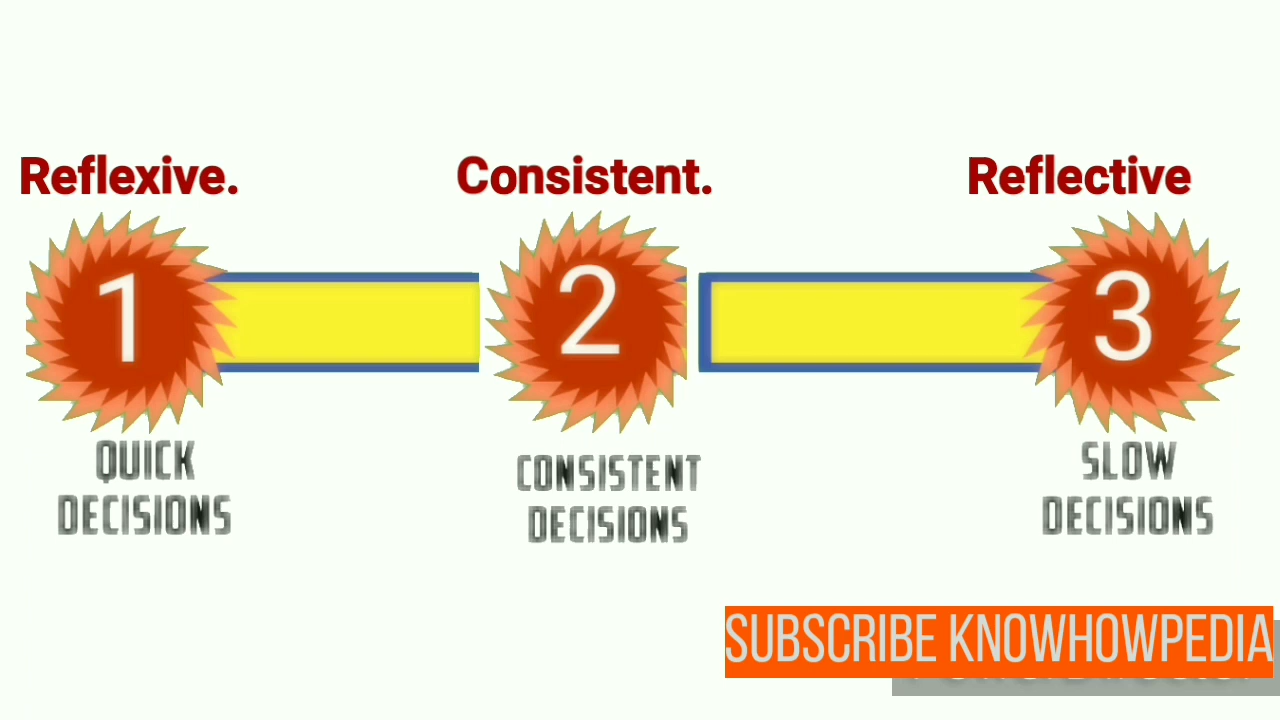 Reflexive.
Consistent.
Reflective
1
2
3
QUICK
DECISIONS
CONSISTENT
DECISIONS
SLOW
DECISIONS
SUBSCRIBE KNOWHOWPEDIA